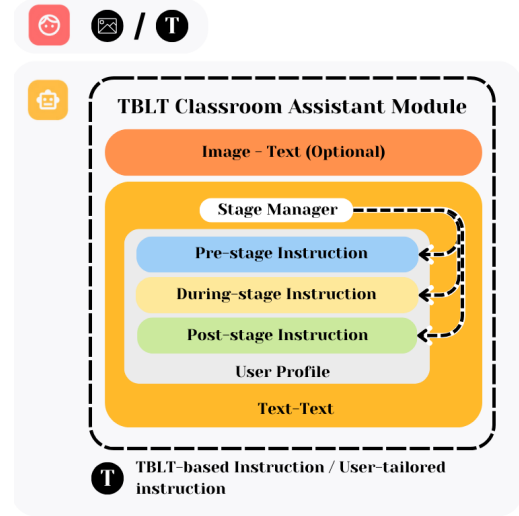 / T
TBLT Classroom Assistant Module
Image - Text (Optional)
Stage Manager
Pre-stage Instruction
During-stage Instruction
Post-stage Instruction
User Profile
Text-Text
T TBLT-based Instruction / User-tailored
instruction